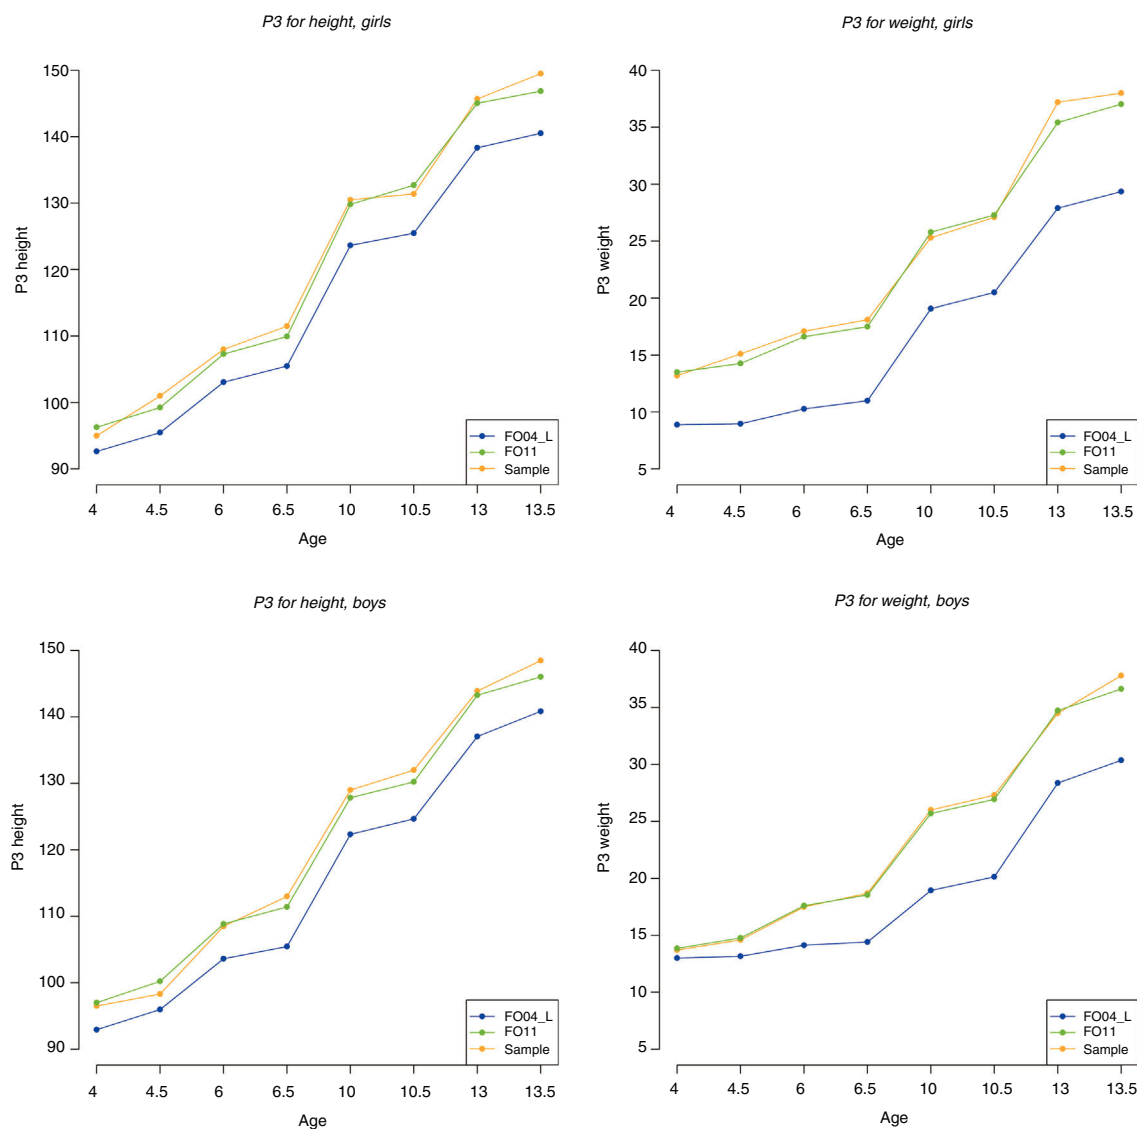 P3 for height, girls
150
140
130
120
110
100
90
P3 height
4 4.5 6 6.5 10 10.5 13 13.5
Age
FO04_L
FO11
Sample
P3 for weight, girls
40
35
30
25
20
15
10
5
P3 weight
4 4.5 6 6.5 10 10.5 13 13.5
Age
FO04_L
FO11
Sample
P3 for height, boys
150
140
130
120
110
100
90
P3 height
4 4.5 6 6.5 10 10.5 13 13.5
Age
FO04_L
FO11
Sample
P3 for weight, boys
40
35
30
25
20
15
10
5
P3 weight
4 4.5 6 6.5 10 10.5 13 13.5
Age
FO04_L
FO11
Sample